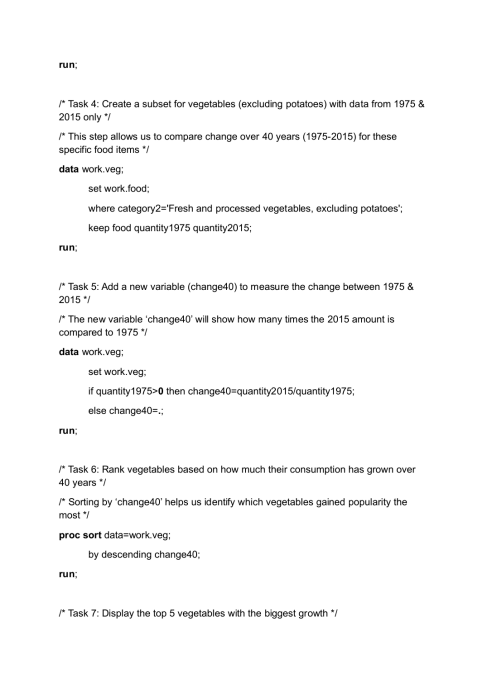 run;
/* Task 4: Create a subset for vegetables (excluding potatoes) with data from 1975 &
2015 only */
/* This step allows us to compare change over 40 years (1975-2015) for these
specific food items */
data work.veg;
set work.food;
where category2='Fresh and processed vegetables, excluding potatoes';
keep food quantity1975 quantity2015;
run;
/* Task 5: Add a new variable (change40) to measure the change between 1975 &
2015 */
/* The new variable ‘change40’ will show how many times the 2015 amount is
compared to 1975 */
data work.veg;
set work.veg;
if quantity1975>0 then change40=quantity2015/quantity1975;
else change40=.;
run;
/* Task 6: Rank vegetables based on how much their consumption has grown over
40 years */
/* Sorting by ‘change40’ helps us identify which vegetables gained popularity the
most */
proc sort data=work.veg;
by descending change40;
run;
/* Task 7: Display the top 5 vegetables with the biggest growth */